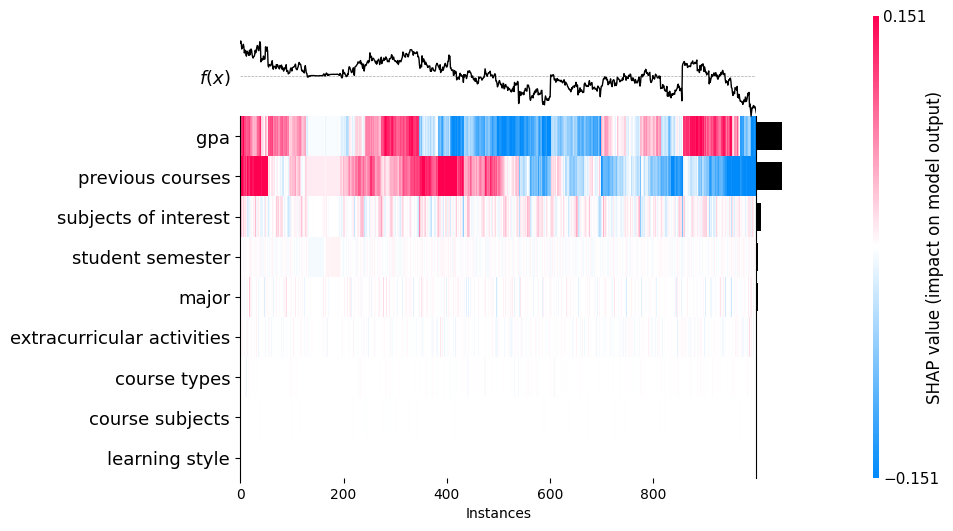 0.151
f(x)
gpa
previous courses
subjects of interest
student semester
major
extracurricular activities
course types
course subjects
learning style
0 200 400 600 800
Instances
SHAP value (impact on model output)
−0.151